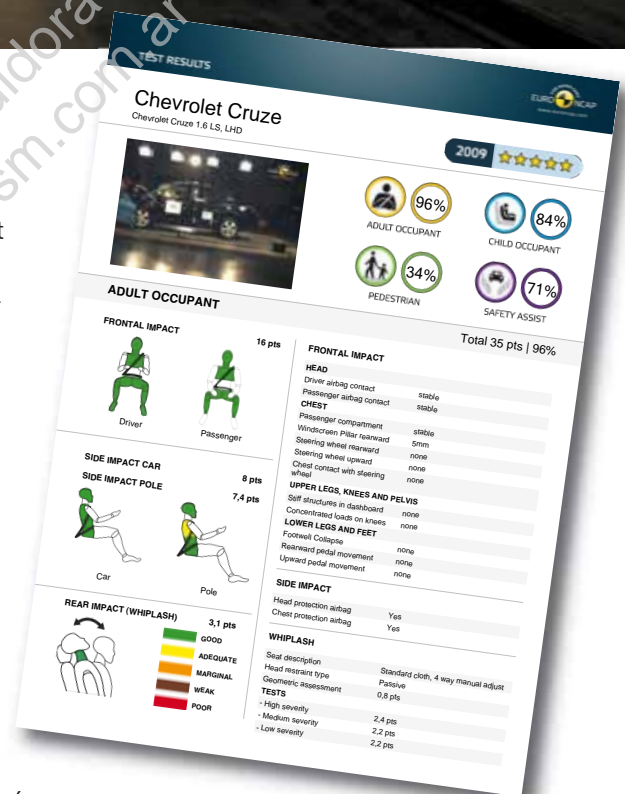 TEST RESULTS
EURO NCAP
www.euroncap.com
Chevrolet Cruze
Chevrolet Cruze 1.6 LS, LHD
2009
96%
ADULT OCCUPANT
84%
CHILD OCCUPANT
34%
PEDESTRIAN
71%
SAFETY ASSIST
ADULT OCCUPANT
Total 35 pts | 96%
FRONTAL IMPACT
16 pts
Driver
Passenger
SIDE IMPACT CAR
8 pts
SIDE IMPACT POLE
7,4 pts
Car
Pole
REAR IMPACT (WHIPLASH)
3,1 pts
GOOD
ADEQUATE
MARGINAL
WEAK
POOR
FRONTAL IMPACT
HEAD
Driver airbag contact stable
Passenger airbag contact stable
CHEST
Passenger compartment stable
Windscreen Pillar rearward 5mm
Steering wheel rearward none
Steering wheel upward none
Chest contact with steering wheel none
UPPER LEGS, KNEES AND PELVIS
Stiff structures in dashboard none
Concentrated loads on knees none
LOWER LEGS AND FEET
Footwell Collapse none
Rearward pedal movement none
Upward pedal movement none
SIDE IMPACT
Head protection airbag Yes
Chest protection airbag Yes
WHIPLASH
Seat description Standard cloth, 4 way manual adjust
Head restraint type Passive
Geometric assessment 0,8 pts
TESTS
- High severity 2,4 pts
- Medium severity 2,2 pts
- Low severity 2,2 pts